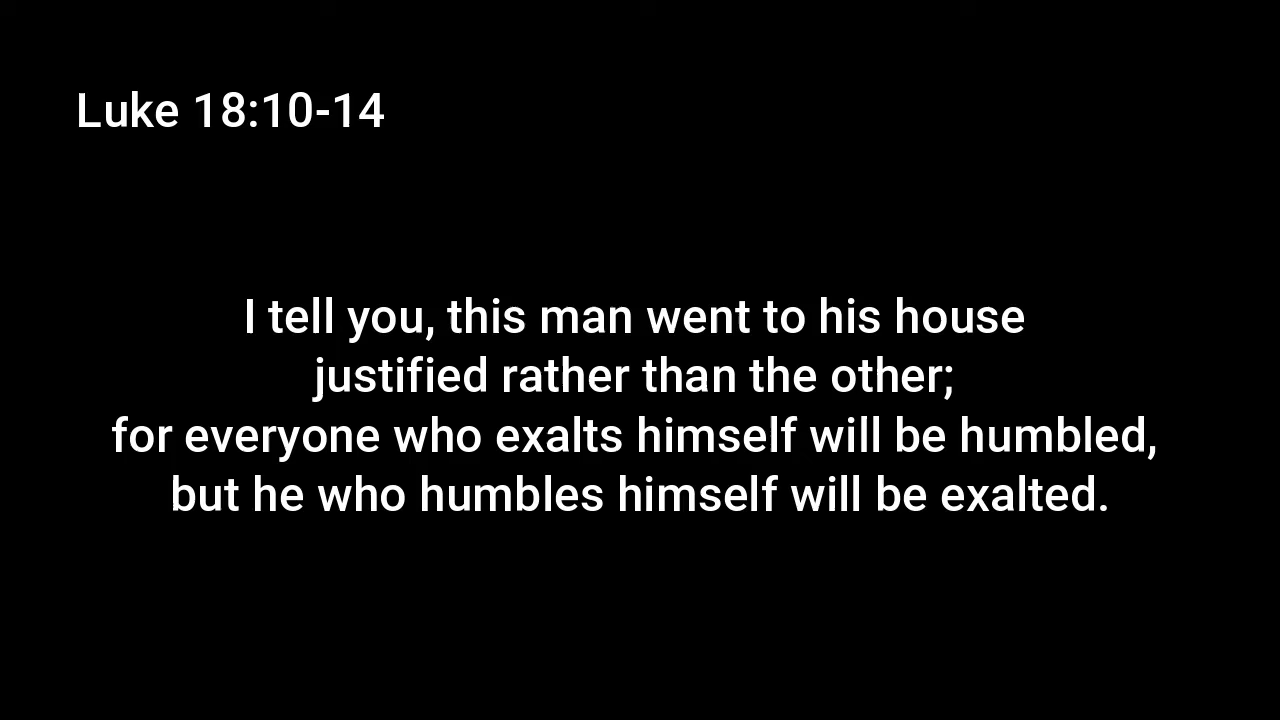 Luke 18:10-14
I tell you, this man went to his house
justified rather than the other;
for everyone who exalts himself will be humbled,
but he who humbles himself will be exalted.